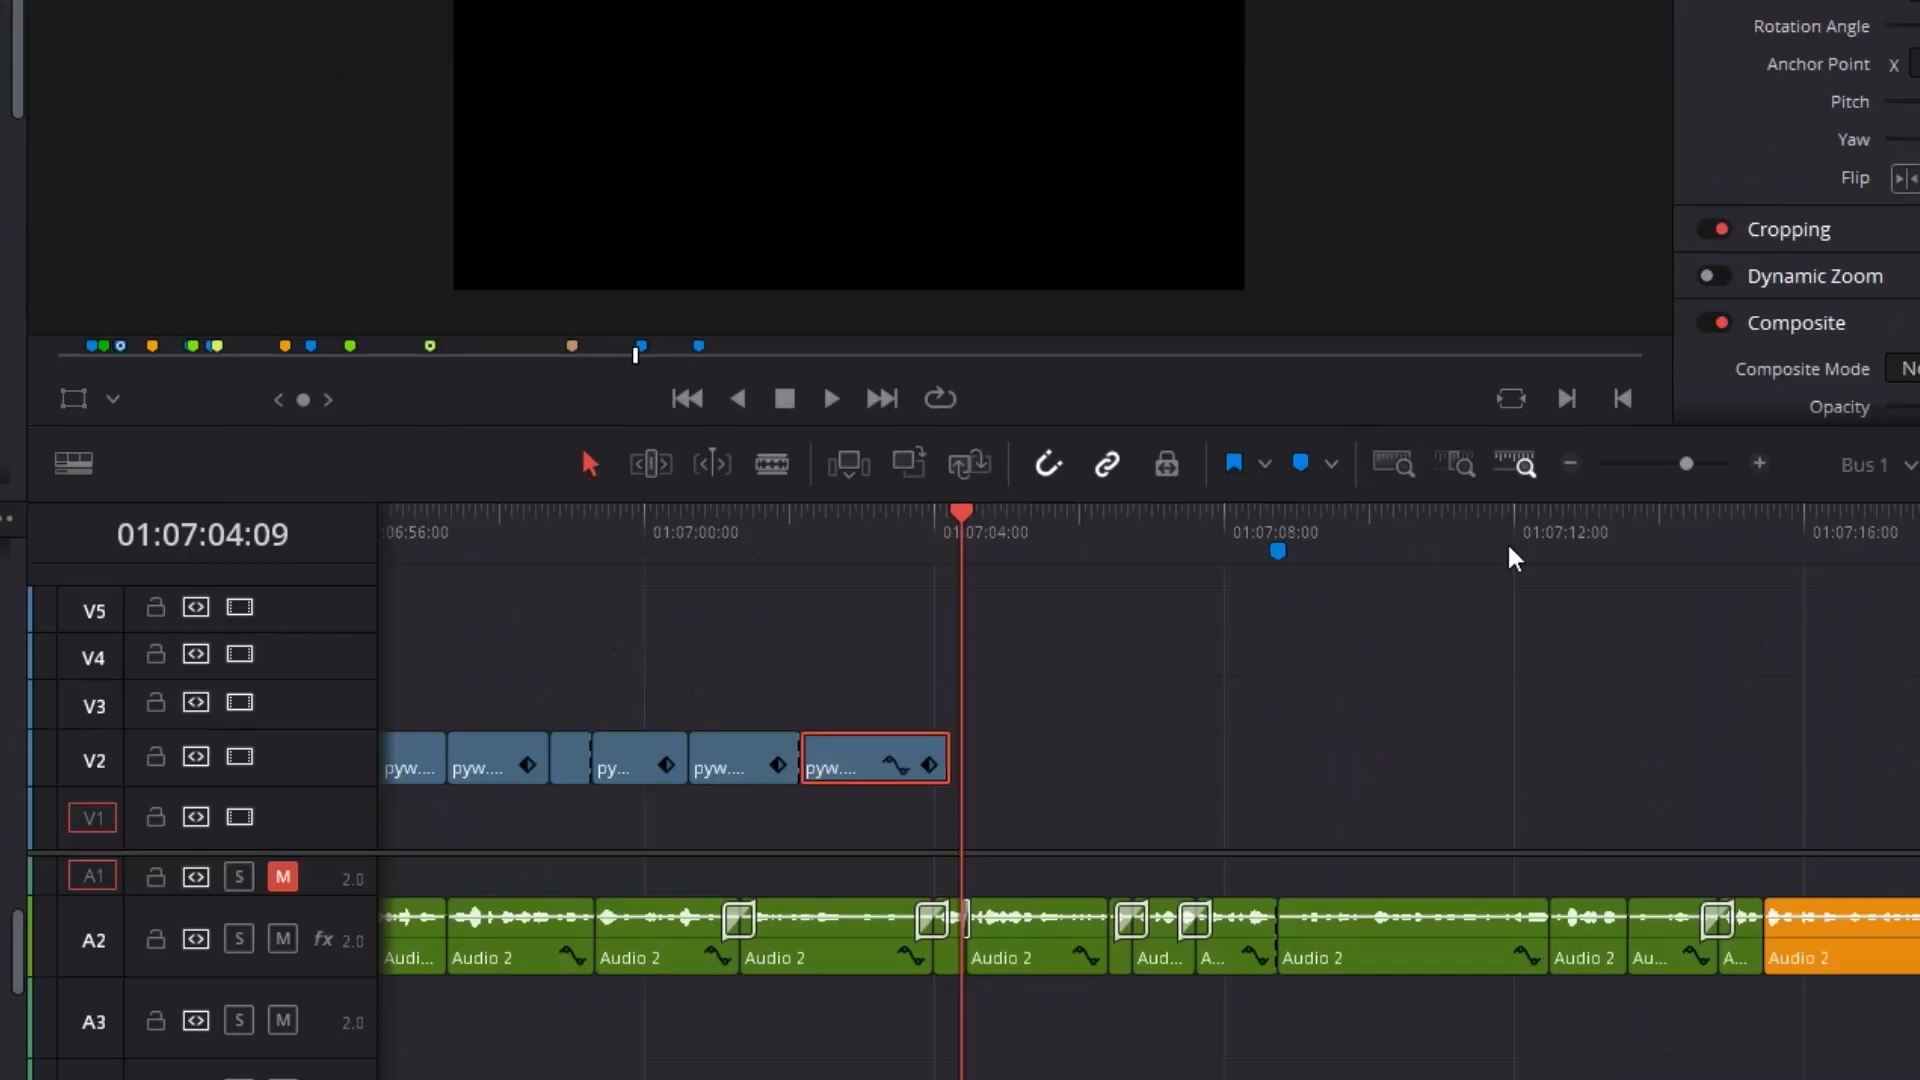 Rotation Angle
Anchor Point X
Pitch
Yaw
Flip
Cropping
Dynamic Zoom
Composite
Composite Mode
Opacity
Bus 1
01:07:04:09
:06:56:00
01:07:00:00
01:07:04:00
01:07:08:00
01:07:12:00
01:07:16:00
V5
V4
V3
V2
pyw....
pyw....
py...
pyw....
pyw....
V1
A1 S M 2.0
A2 S M fx 2.0
Audi...
Audio 2
Audio 2
Audio 2
Audio 2
Aud...
A...
Audio 2
Audio 2
Au...
A...
Audio 2
A3 S M 2.0